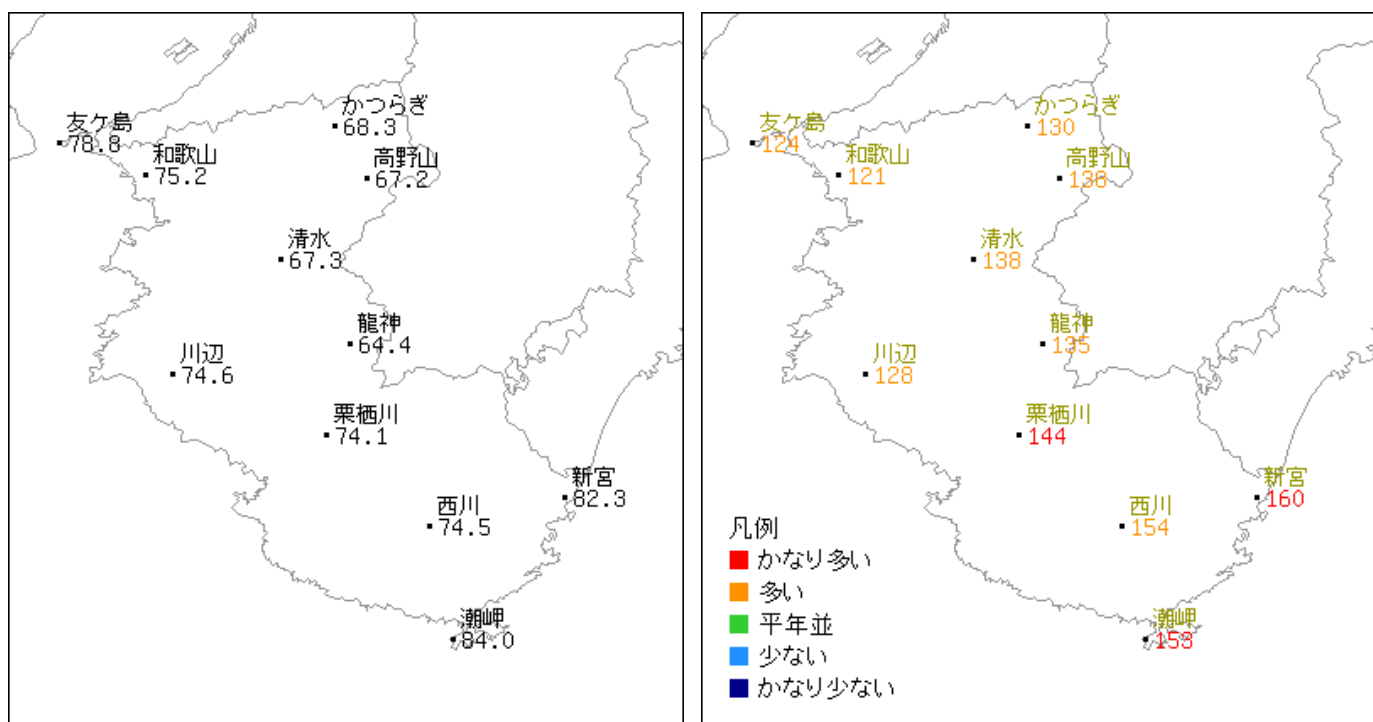 かつらぎ
68.3
友ケ島
78.8
和歌山
75.2
高野山
67.2
清水
67.3
龍神
64.4
川辺
74.6
栗栖川
74.1
新宮
82.3
西川
74.5
潮岬
84.0
かつらぎ
130
友ケ島
124
和歌山
121
高野山
138
清水
138
龍神
135
川辺
128
栗栖川
144
新宮
160
西川
154
潮岬
153
凡例
かなり多い
多い
平年並
少ない
かなり少ない